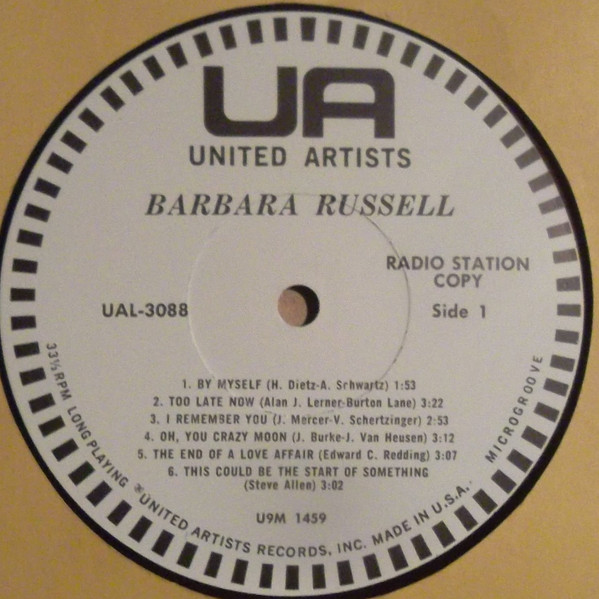 UA
UNITED ARTISTS
BARBARA RUSSELL
RADIO STATION
COPY
UAL-3088
Side 1
1. BY MYSELF (H. Dietz-A. Schwartz) 1:53
2. TOO LATE NOW (Alan J. Lerner-Burton Lane) 3:22
3. I REMEMBER YOU (J. Mercer-V. Schertzinger) 2:53
4. OH, YOU CRAZY MOON (J. Burke-J. Van Heusen) 3:12
5. THE END OF A LOVE AFFAIR (Edward C. Redding) 3:07
6. THIS COULD BE THE START OF SOMETHING
(Steve Allen) 3:02
U9M 1459
33⅓ RPM LONG PLAYING ® UNITED ARTISTS RECORDS, INC. MADE IN U.S.A. MICROGROOVE